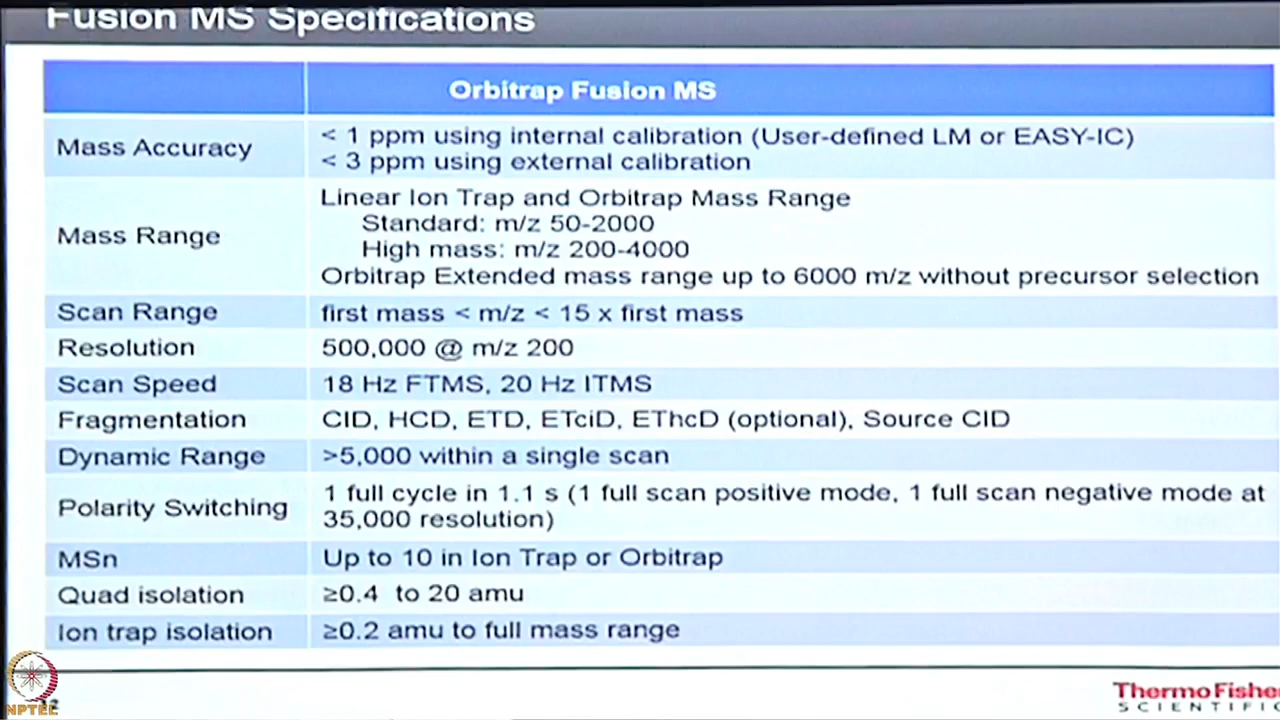 Fusion MS Specifications
Orbitrap Fusion MS
Mass Accuracy
< 1 ppm using internal calibration (User-defined LM or EASY-IC)
< 3 ppm using external calibration
Mass Range
Linear Ion Trap and Orbitrap Mass Range
Standard: m/z 50-2000
High mass: m/z 200-4000
Orbitrap Extended mass range up to 6000 m/z without precursor selection
Scan Range
first mass < m/z < 15 x first mass
Resolution
500,000 @ m/z 200
Scan Speed
18 Hz FTMS, 20 Hz ITMS
Fragmentation
CID, HCD, ETD, ETciD, EThcD (optional), Source CID
Dynamic Range
>5,000 within a single scan
Polarity Switching
1 full cycle in 1.1 s (1 full scan positive mode, 1 full scan negative mode at
35,000 resolution)
MSn
Up to 10 in Ion Trap or Orbitrap
Quad isolation
≥0.4 to 20 amu
Ion trap isolation
≥0.2 amu to full mass range
12
NPTEL
ThermoFishe
SCIENTIFIC